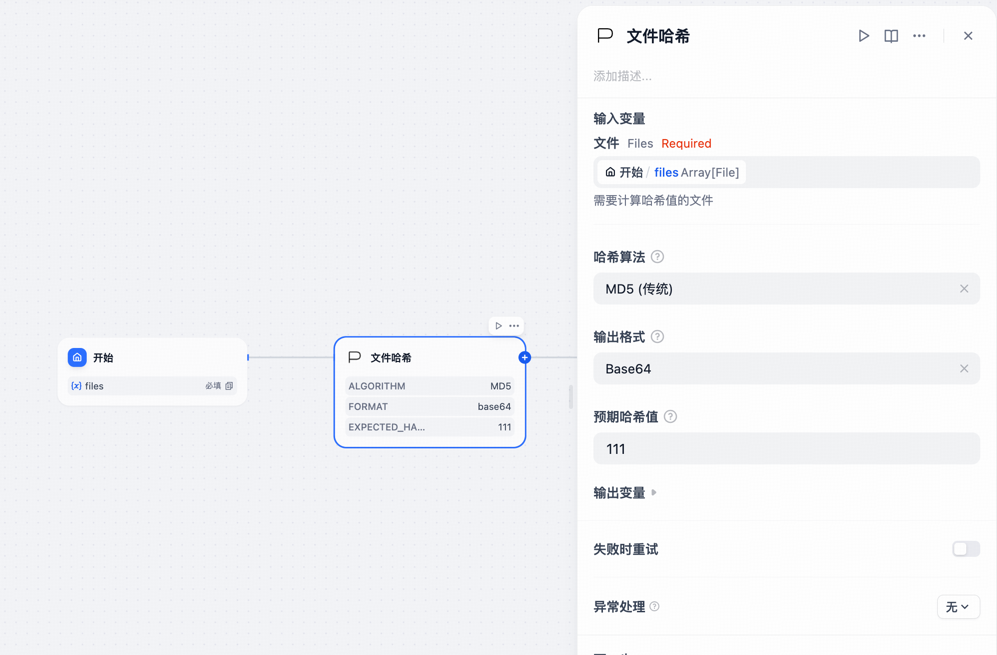 文件哈希
添加描述...
输入变量
文件 Files Required
开始 / files Array[File]
需要计算哈希值的文件
哈希算法
MD5 (传统)
输出格式
Base64
预期哈希值
111
输出变量
失败时重试
异常处理
无
开始
(x) files 必填
文件哈希
ALGORITHM MD5
FORMAT base64
EXPECTED_HA... 111